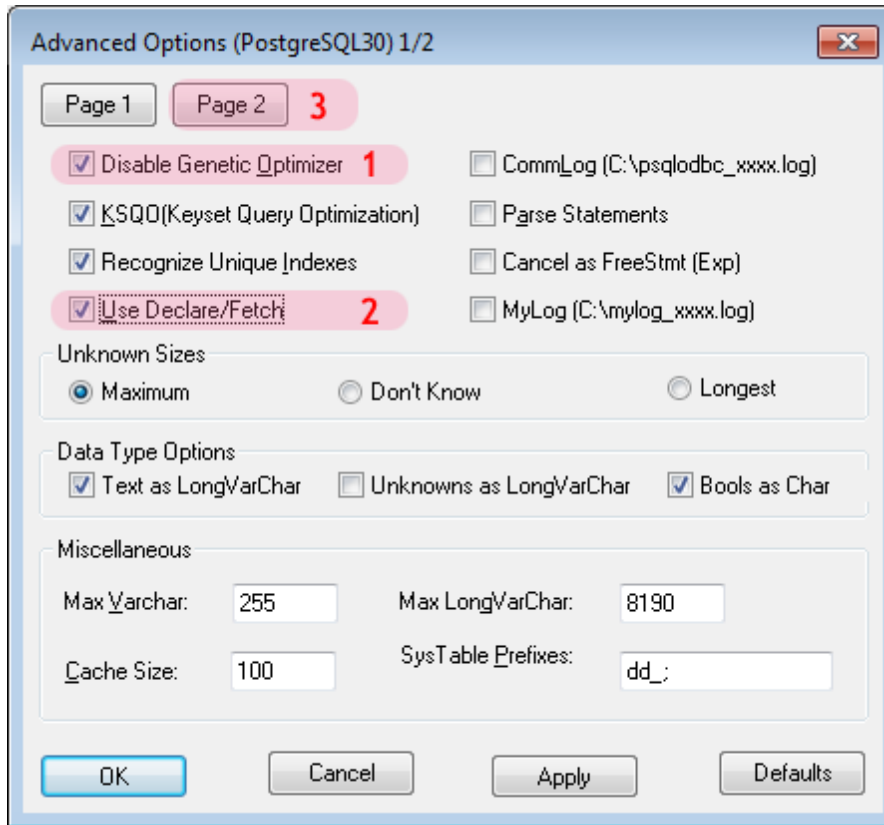 Advanced Options (PostgreSQL30) 1/2
Page 1 Page 2 3
Disable Genetic Optimizer 1 CommLog (C:\psqlodbc_xxxx.log)
KSQO(Keyset Query Optimization) Parse Statements
Recognize Unique Indexes Cancel as FreeStmt (Exp)
Use Declare/Fetch 2 MyLog (C:\mylog_xxxx.log)
Unknown Sizes
Maximum Don't Know Longest
Data Type Options
Text as LongVarChar Unknowns as LongVarChar Bools as Char
Miscellaneous
Max Varchar: 255 Max LongVarChar: 8190
Cache Size: 100 SysTable Prefixes: dd_;
OK Cancel Apply Defaults